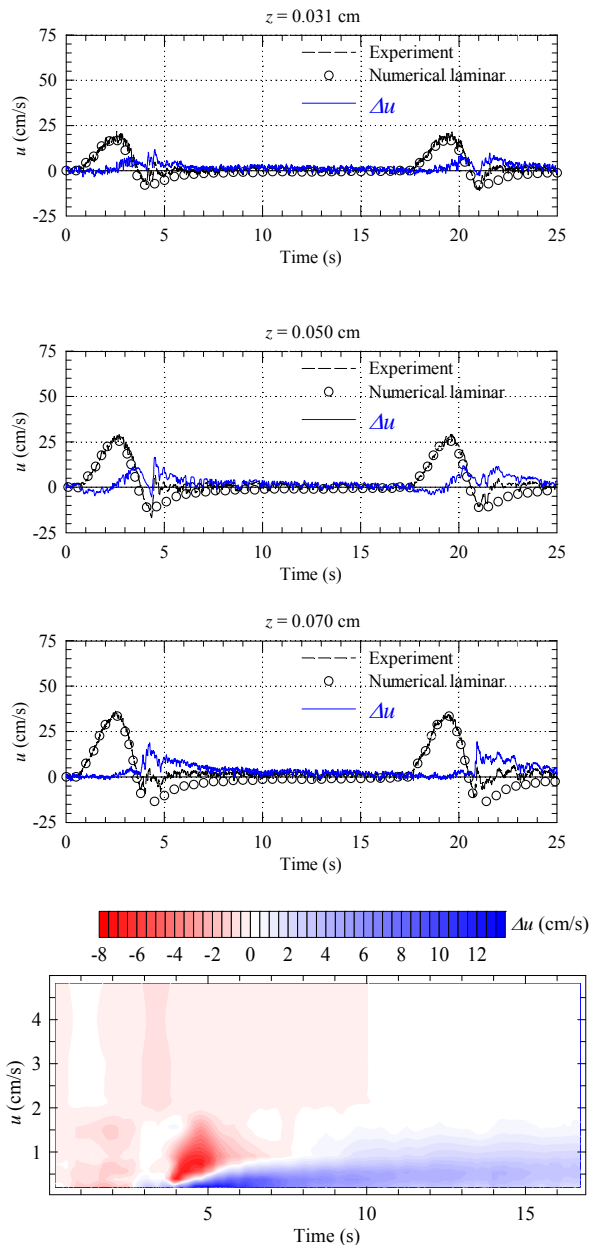 z = 0.031 cm
75
50
25
0
-25
u (cm/s)
Experiment
Numerical laminar
Δu
0 5 10 15 20 25
Time (s)
z = 0.050 cm
75
50
25
0
-25
u (cm/s)
Experiment
Numerical laminar
Δu
0 5 10 15 20 25
Time (s)
z = 0.070 cm
75
50
25
0
-25
u (cm/s)
Experiment
Numerical laminar
Δu
0 5 10 15 20 25
Time (s)
Δu (cm/s)
-8 -6 -4 -2 0 2 4 6 8 10 12
4
3
2
1
u (cm/s)
5 10 15
Time (s)